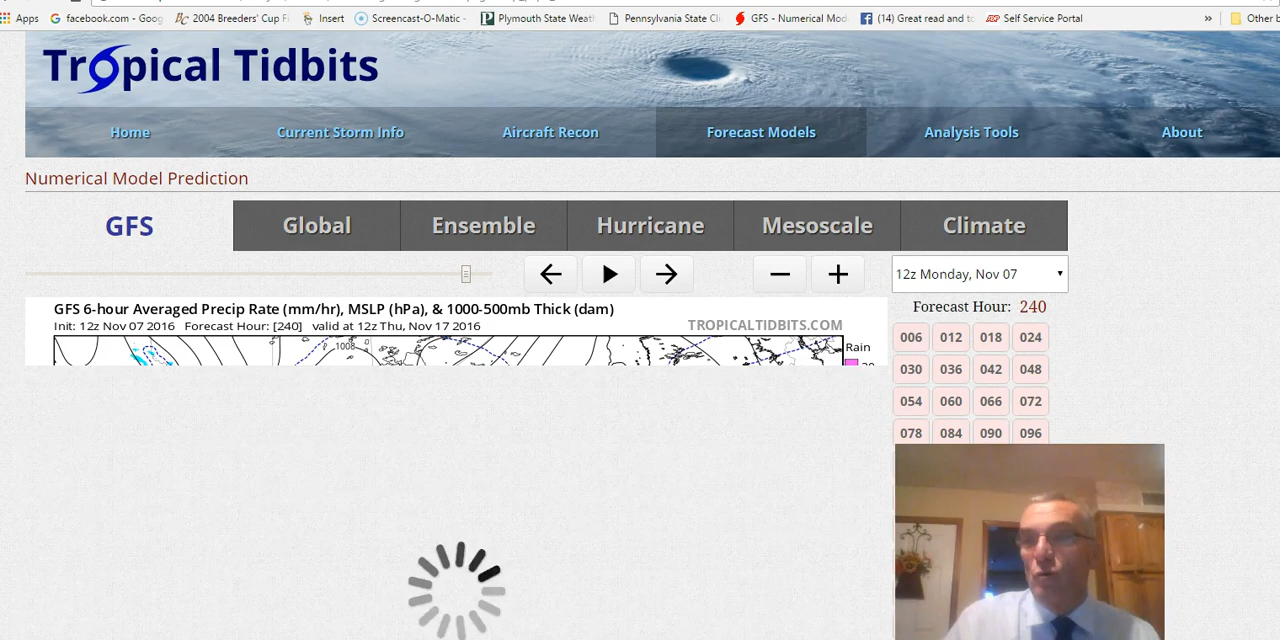 Apps facebook.com - Goog 2004 Breeders' Cup Fi Insert Screencast-O-Matic - Plymouth State Weat Pennsylvania State Cli GFS - Numerical Mod (14) Great read and to Self Service Portal » Other b
Tropical Tidbits
Home Current Storm Info Aircraft Recon Forecast Models Analysis Tools About
Numerical Model Prediction
GFS Global Ensemble Hurricane Mesoscale Climate
12z Monday, Nov 07
GFS 6-hour Averaged Precip Rate (mm/hr), MSLP (hPa), & 1000-500mb Thick (dam)
Forecast Hour: 240
Init: 12z Nov 07 2016 Forecast Hour: [240] valid at 12z Thu, Nov 17 2016
TROPICALTIDBITS.COM
006 012 018 024
1008
Rain
030 036 042 048
054 060 066 072
078 084 090 096